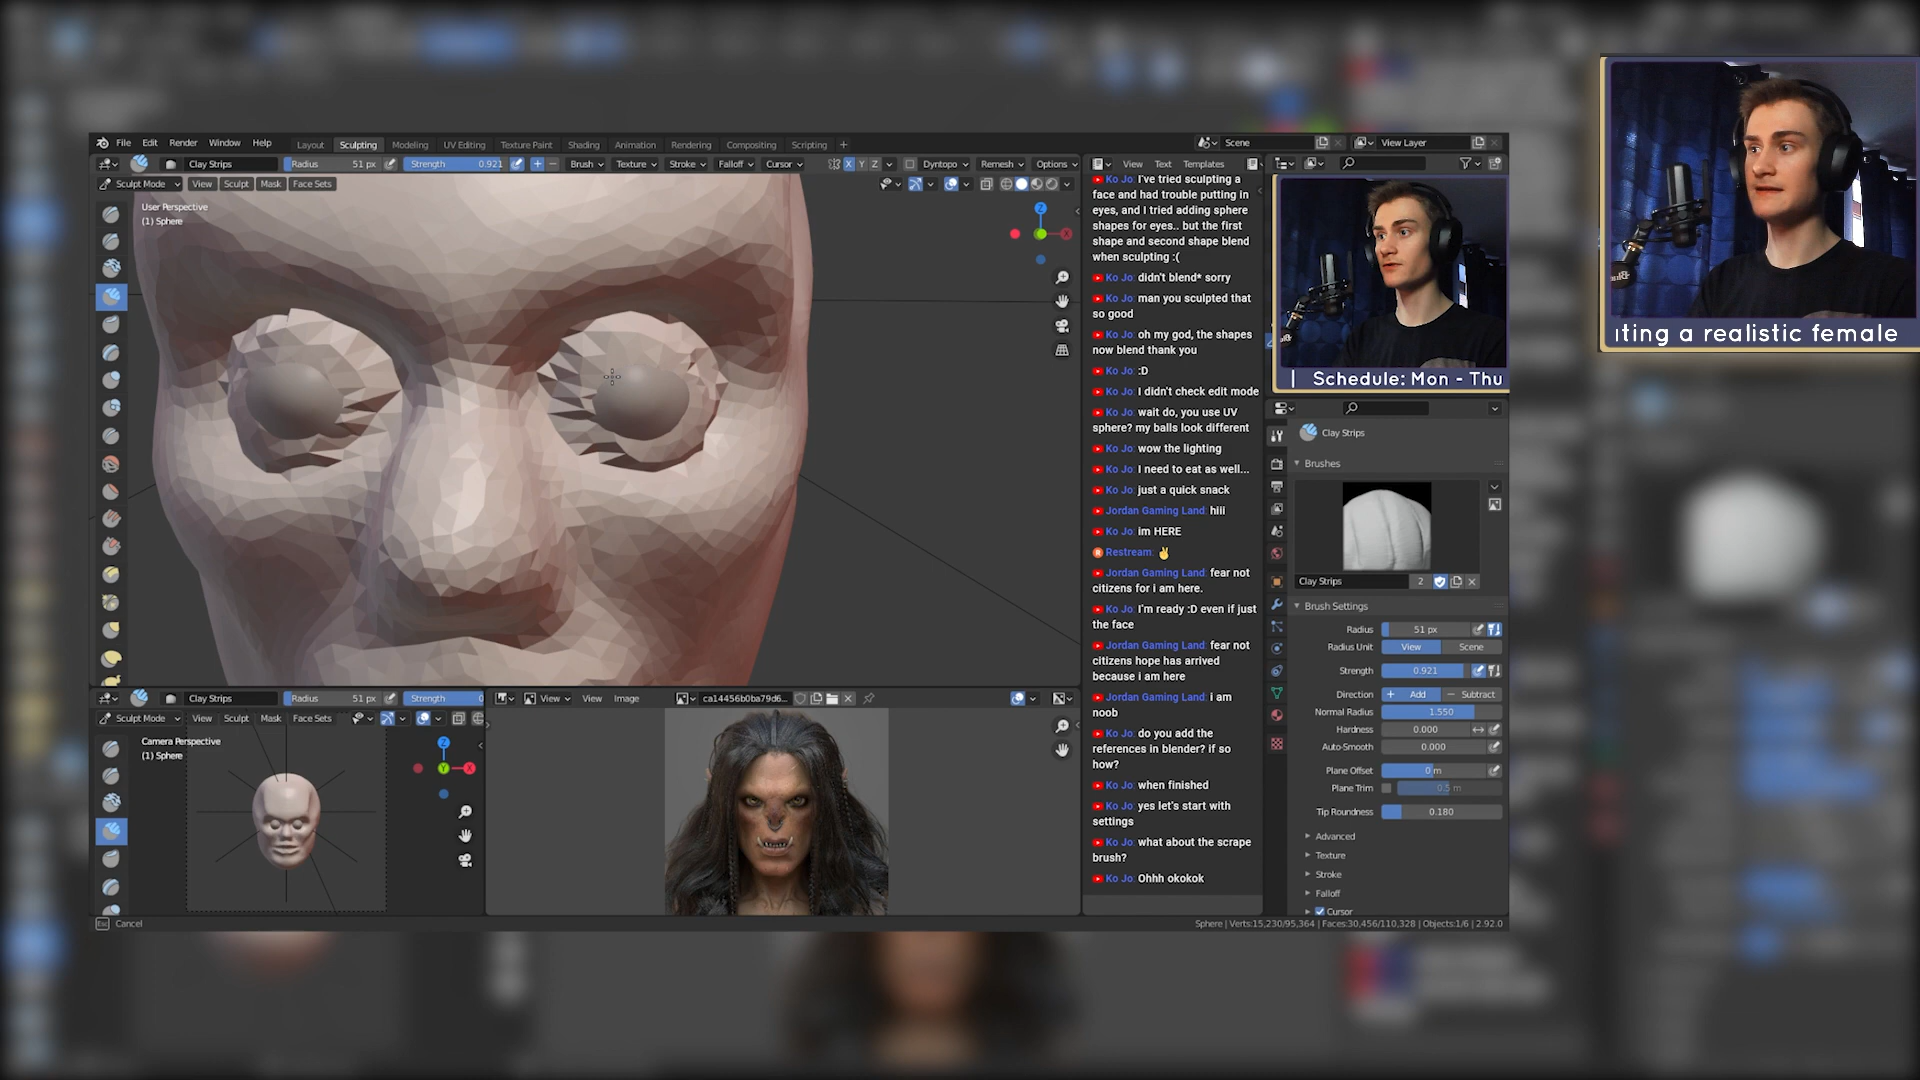 File Edit Render Window Help Layout Sculpting Modeling UV Editing Texture Paint Shading Animation Rendering Compositing Scripting + Scene View Layer
Clay Strips Radius 51 px Strength 0.921 Brush Texture Stroke Falloff Cursor X Y Z Dyntopo Remesh Options View Text Templates
Sculpt Mode View Sculpt Mask Face Sets
User Perspective
(1) Sphere
Z
X
Ko Jo: I've tried sculpting a
face and had trouble putting in
eyes, and I tried adding sphere
shapes for eyes.. but the first
shape and second shape blend
when sculpting :(
Ko Jo: didn't blend* sorry
Ko Jo: man you sculpted that
so good
Ko Jo: oh my god, the shapes
now blend thank you
Ko Jo: :D
Ko Jo: I didn't check edit mode
Ko Jo: wait do, you use UV
sphere? my balls look different
Ko Jo: wow the lighting
Ko Jo: I need to eat as well...
Ko Jo: just a quick snack
Jordan Gaming Land: hiii
Ko Jo: im HERE
Restream: ✌
Jordan Gaming Land: fear not
citizens for i am here.
Ko Jo: I'm ready :D even if just
the face
Jordan Gaming Land: fear not
citizens hope has arrived
because i am here
Jordan Gaming Land: i am
noob
Ko Jo: do you add the
references in blender? if so
how?
Ko Jo: when finished
Ko Jo: yes let's start with
settings
Ko Jo: what about the scrape
brush?
Ko Jo: Ohhh okokok
| Schedule: Mon - Thu
ting a realistic female
Clay Strips
Brushes
Clay Strips 2
Brush Settings
Radius 51 px
Radius Unit View Scene
Strength 0.921
Direction + Add − Subtract
Normal Radius 1.550
Hardness 0.000
Auto-Smooth 0.000
Plane Offset 0 m
Plane Trim 0.5 m
Tip Roundness 0.180
Advanced
Texture
Stroke
Falloff
Cursor
Clay Strips Radius 51 px Strength 0 View View Image ca14456b0ba79d6...
Sculpt Mode View Sculpt Mask Face Sets
Camera Perspective
(1) Sphere
Z
Y X
Esc Cancel
Sphere | Verts:15,230/95,364 | Faces:30,456/110,328 | Objects:1/6 | 2.92.0